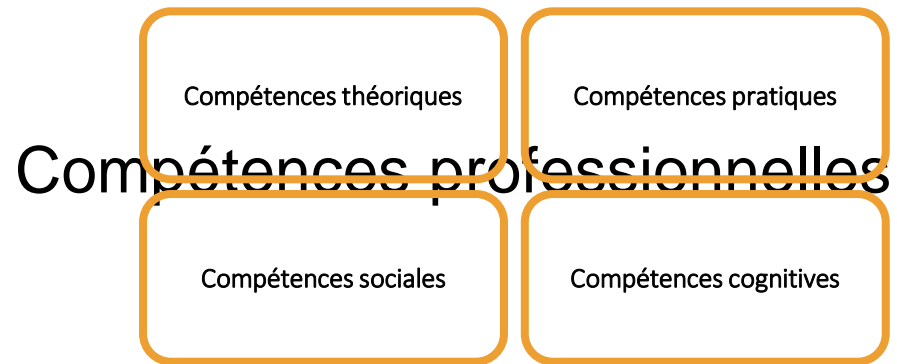 Compétences théoriques
Compétences pratiques
Compétences professionnelles
Compétences sociales
Compétences cognitives